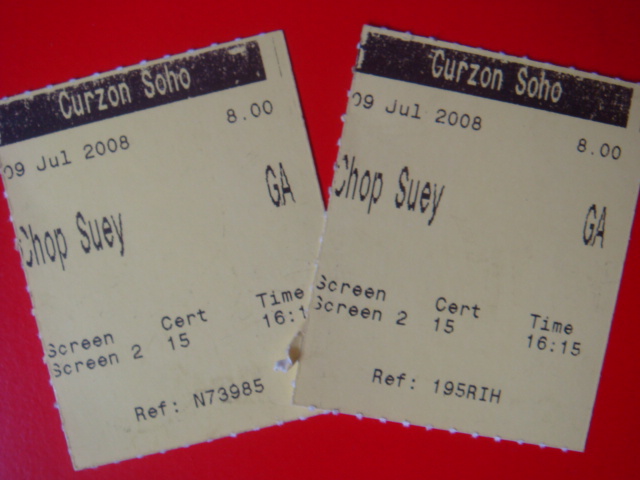 Curzon Soho
09 Jul 2008 8.00
Chop Suey GA
Screen Cert Time
Screen 2 15 16:1
Ref: N73985
Curzon Soho
09 Jul 2008 8.00
Chop Suey GA
Screen Cert Time
Screen 2 15 16:15
Ref: 195RIH